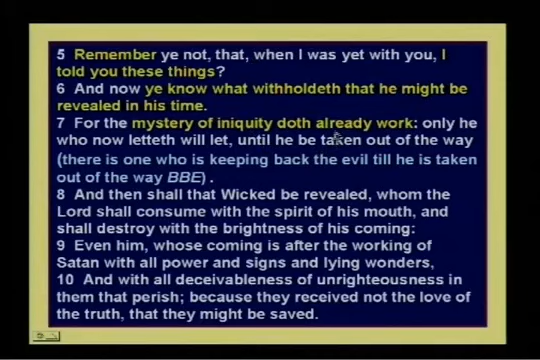 5 Remember ye not, that, when I was yet with you, I
told you these things?
6 And now ye know what withholdeth that he might be
revealed in his time.
7 For the mystery of iniquity doth already work: only he
who now letteth will let, until he be taken out of the way
(there is one who is keeping back the evil till he is taken
out of the way BBE) .
8 And then shall that Wicked be revealed, whom the
Lord shall consume with the spirit of his mouth, and
shall destroy with the brightness of his coming:
9 Even him, whose coming is after the working of
Satan with all power and signs and lying wonders,
10 And with all deceivableness of unrighteousness in
them that perish; because they received not the love of
the truth, that they might be saved.